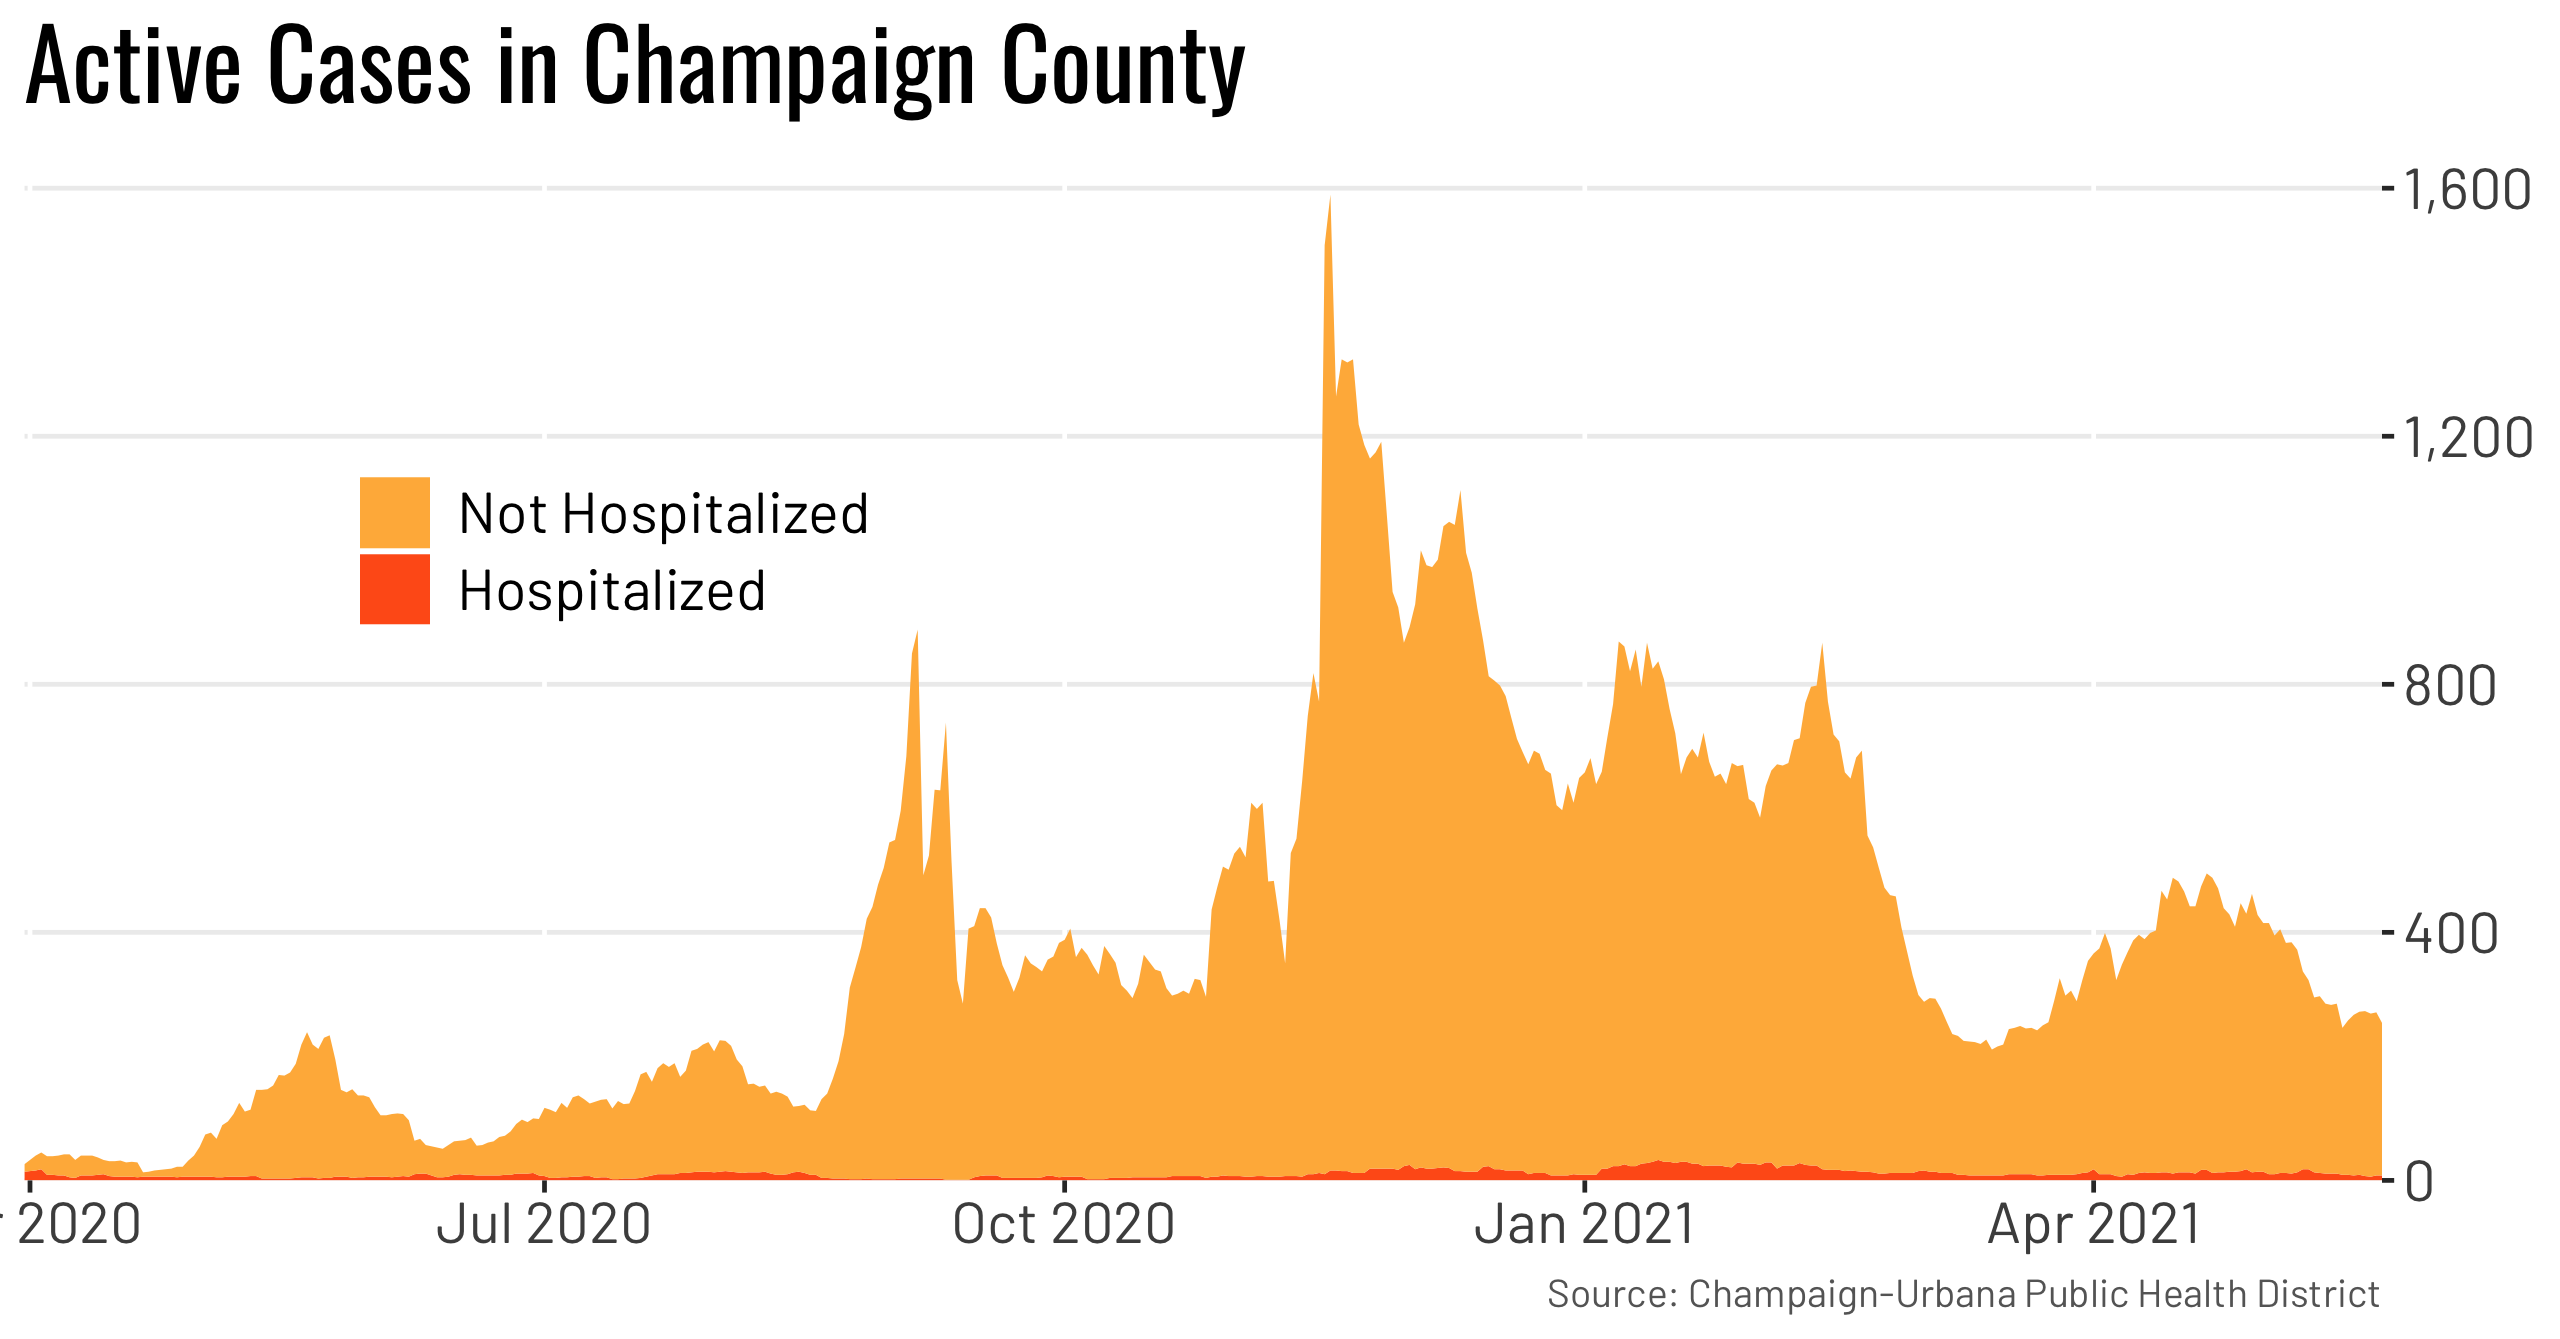 Active Cases in Champaign County
1,600
1,200
Not Hospitalized
Hospitalized
800
400
0
2020 Jul 2020 Oct 2020 Jan 2021 Apr 2021
Source: Champaign-Urbana Public Health District